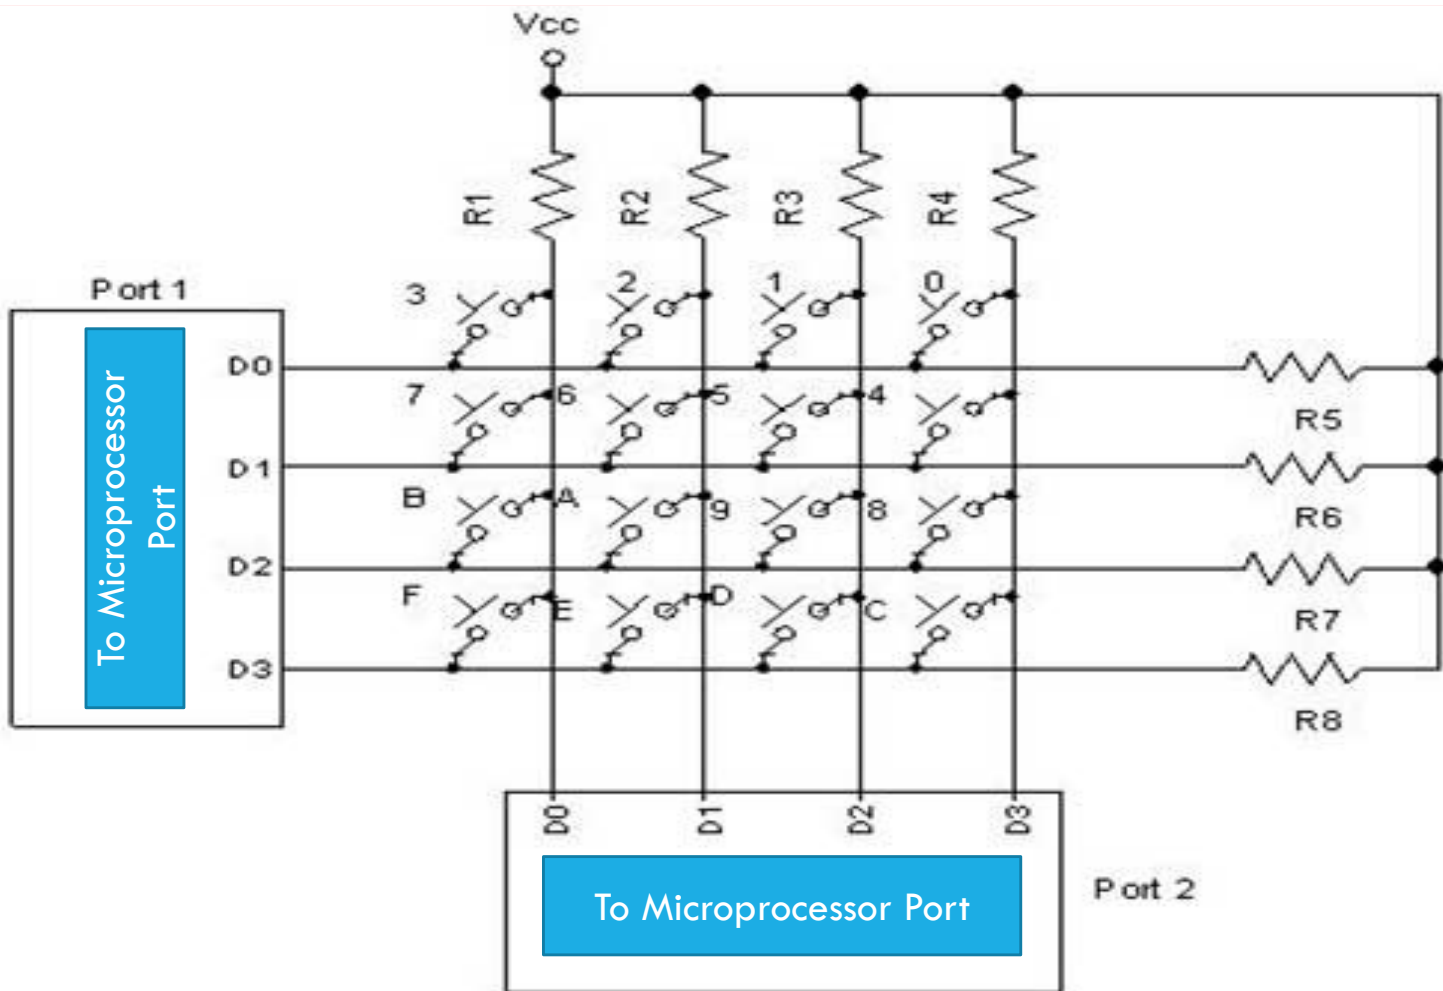 Vcc
R1
R2
R3
R4
Port 1
3
2
1
0
D0
7
6
5
4
R5
D1
B
A
9
8
R6
D2
F
E
D
C
R7
D3
R8
To Microprocessor
Port
D0
D1
D2
D3
To Microprocessor Port
Port 2